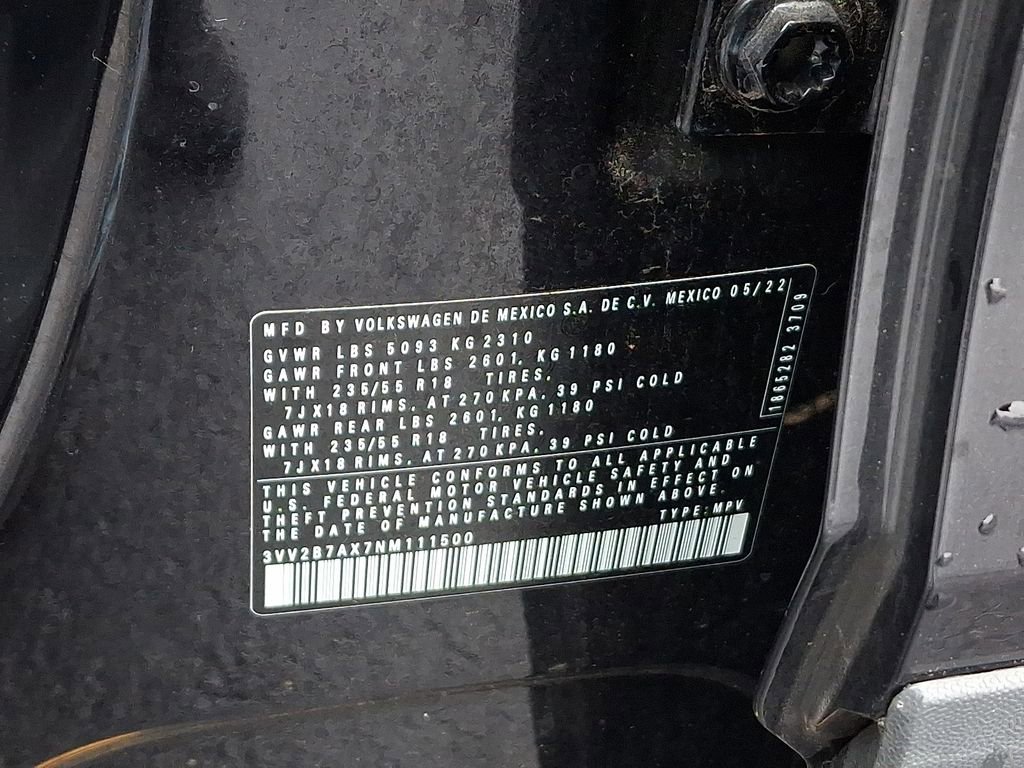 MFD BY VOLKSWAGEN DE MEXICO S.A. DE C.V. MEXICO 05/22
GVWR LBS 5093 KG 2310
GAWR FRONT LBS 2601, KG 1180
WITH 235/55 R18 TIRES,
7JX18 RIMS, AT 270 KPA, 39 PSI COLD
GAWR REAR LBS 2601, KG 1180
WITH 235/55 R18 TIRES,
7JX18 RIMS, AT 270 KPA, 39 PSI COLD
1865282 3709
THIS VEHICLE CONFORMS TO ALL APPLICABLE
U.S. FEDERAL MOTOR VEHICLE SAFETY AND
THEFT PREVENTION STANDARDS IN EFFECT ON
THE DATE OF MANUFACTURE SHOWN ABOVE.
TYPE: MPV
3VV2B7AX7NM111500